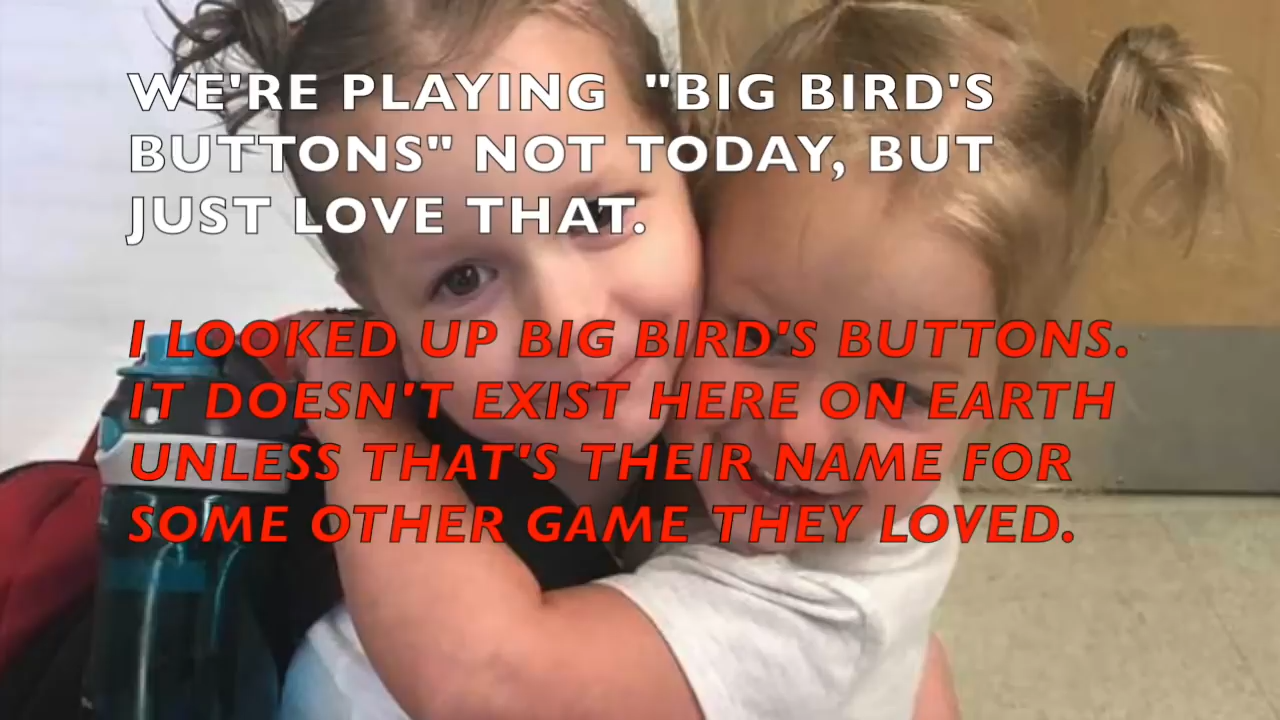 WE'RE PLAYING "BIG BIRD'S
BUTTONS" NOT TODAY, BUT
JUST LOVE THAT.
I LOOKED UP BIG BIRD'S BUTTONS.
IT DOESN'T EXIST HERE ON EARTH
UNLESS THAT'S THEIR NAME FOR
SOME OTHER GAME THEY LOVED.